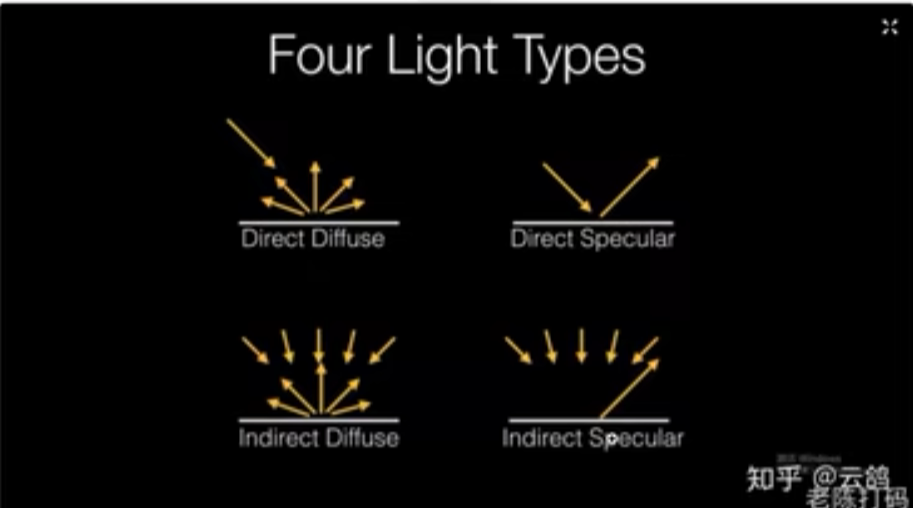 Four Light Types
Direct Diffuse
Direct Specular
Indirect Diffuse
Indirect Specular
知乎 @云鸽
老陈打码